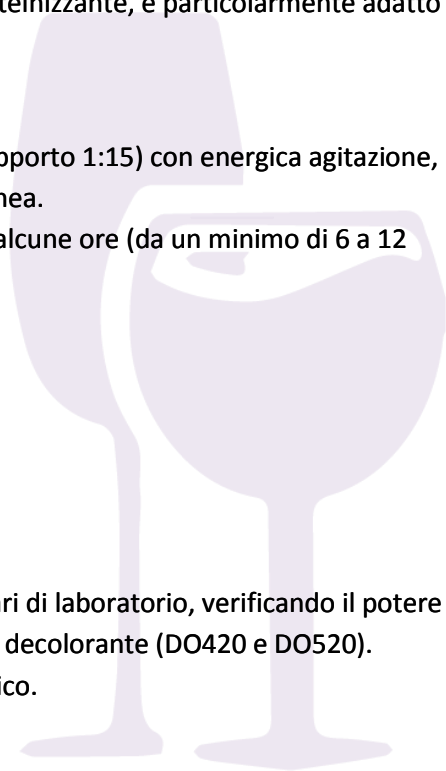 teinizzante, è particolarmente adatto
pporto 1:15) con energica agitazione,
nea.
alcune ore (da un minimo di 6 a 12
ri di laboratorio, verificando il potere
decolorante (DO420 e DO520).
ico.